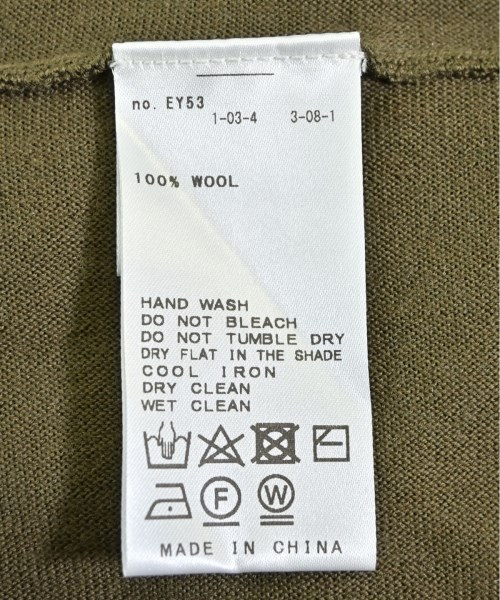 no. EY53
1-03-4 3-08-1
100% WOOL
HAND WASH
DO NOT BLEACH
DO NOT TUMBLE DRY
DRY FLAT IN THE SHADE
COOL IRON
DRY CLEAN
WET CLEAN
F W
MADE IN CHINA